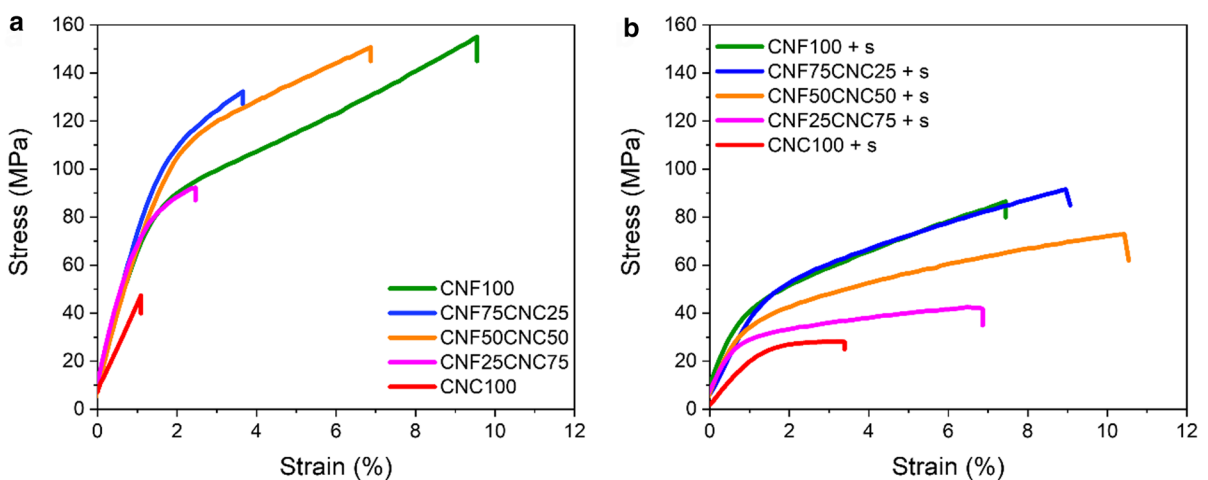 a
160
140
120
100
80
60
40
20
0
Stress (MPa)
CNF100
CNF75CNC25
CNF50CNC50
CNF25CNC75
CNC100
0 2 4 6 8 10 12
Strain (%)
b
160
140
120
100
80
60
40
20
0
Stress (MPa)
CNF100 + s
CNF75CNC25 + s
CNF50CNC50 + s
CNF25CNC75 + s
CNC100 + s
0 2 4 6 8 10 12
Strain (%)